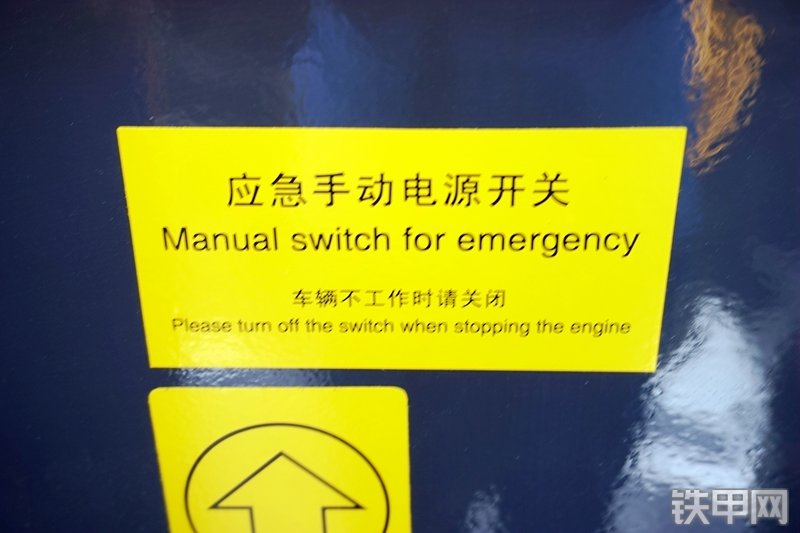 应急手动电源开关
Manual switch for emergency
车辆不工作时请关闭
Please turn off the switch when stopping the engine
铁甲网